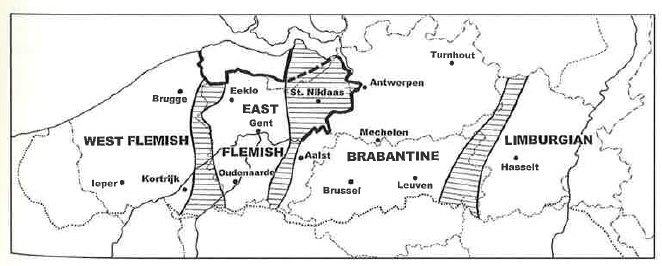 Turnhout
Eeklo
Antwerpen
Brugge
St. Niklaas
EAST
Gent
Mechelon
WEST FLEMISH
FLEMISH
BRABANTINE
LIMBURGIAN
Aalst
Hasselt
Ieper
Kortrijk
Oudenaarde
Brussel
Leuven